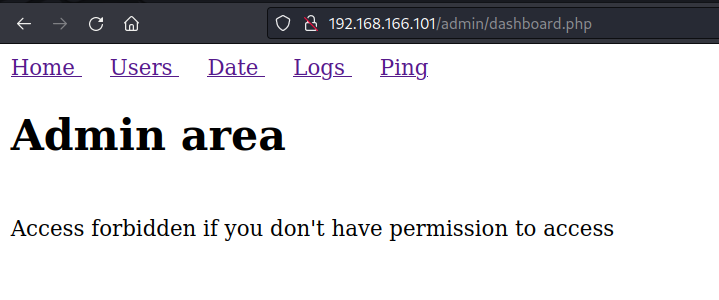 192.168.166.101/admin/dashboard.php
Home Users Date Logs Ping
Admin area
Access forbidden if you don't have permission to access